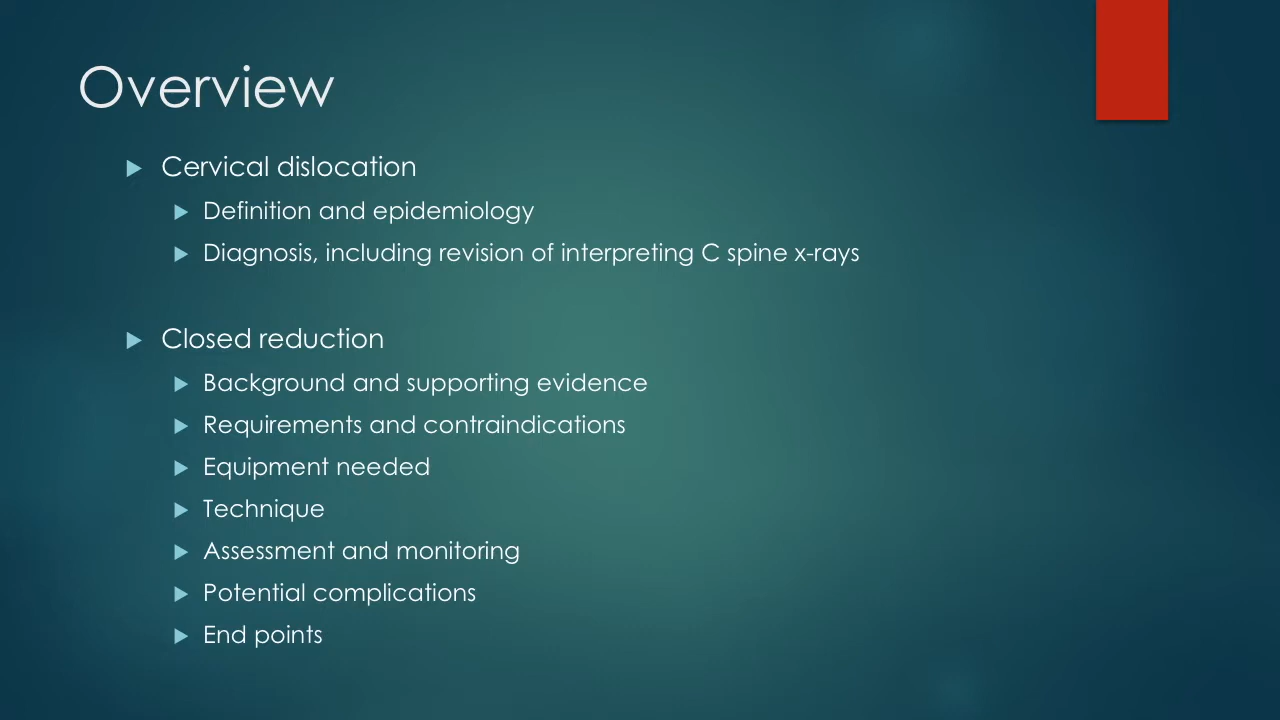 Overview
Cervical dislocation
Definition and epidemiology
Diagnosis, including revision of interpreting C spine x-rays
Closed reduction
Background and supporting evidence
Requirements and contraindications
Equipment needed
Technique
Assessment and monitoring
Potential complications
End points